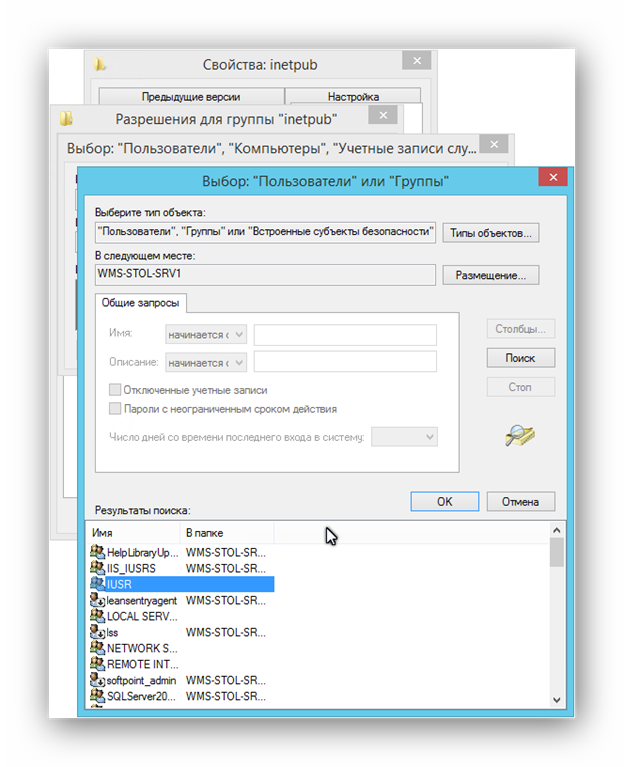 Свойства: inetpub
Предыдущие версии
Настройка
Разрешения для группы "inetpub"
Выбор: "Пользователи", "Компьютеры", "Учетные записи слу...
Выбор: "Пользователи" или "Группы"
Выберите тип объекта:
"Пользователи", "Группы" или "Встроенные субъекты безопасности"
Типы объектов...
В следующем месте:
WMS-STOL-SRV1
Размещение...
Общие запросы
Имя:
начинается с
Столбцы...
Описание:
начинается с
Поиск
Отключенные учетные записи
Стоп
Пароли с неограниченным сроком действия
Число дней со времени последнего входа в систему:
OK
Отмена
Результаты поиска:
Имя В папке
HelpLibraryUp... WMS-STOL-SR...
IIS_IUSRS WMS-STOL-SR...
IUSR
leansentryagent WMS-STOL-SR...
LOCAL SERV...
lss WMS-STOL-SR...
NETWORK S...
REMOTE INT...
softpoint_admin WMS-STOL-SR...
SQLServer20... WMS-STOL-SR...